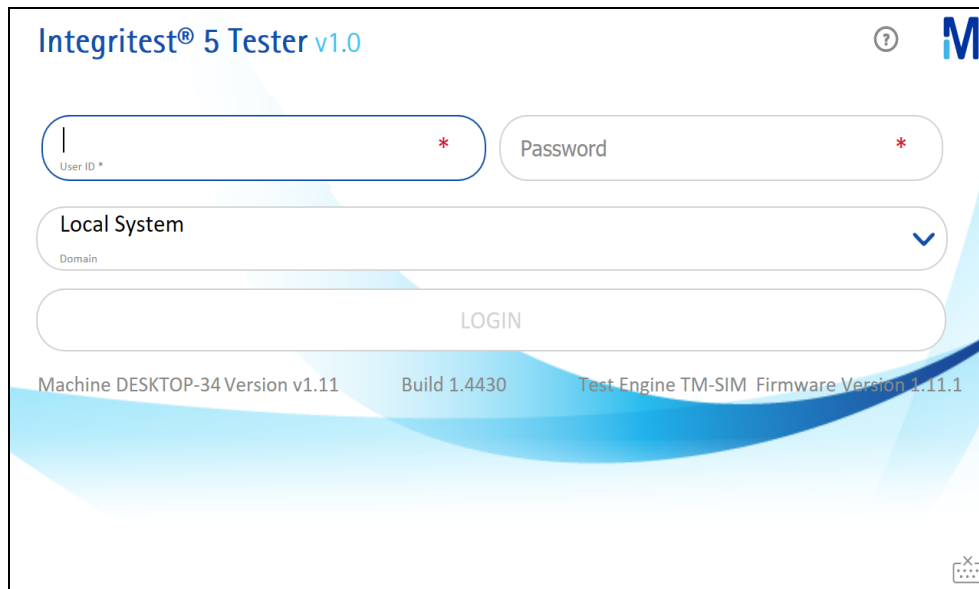 Integritest® 5 Tester v1.0
?
M
*
User ID *
Password *
Local System
Domain
LOGIN
Machine DESKTOP-34 Version v1.11 Build 1.4430 Test Engine TM-SIM Firmware Version 1.11.1